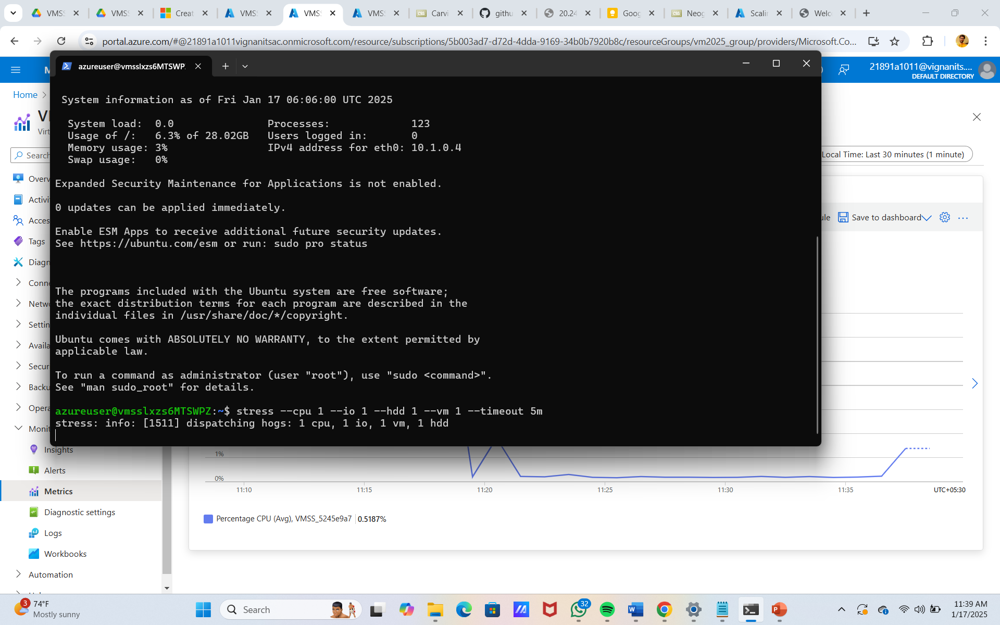 VMSS
VMSS
Creat
VMSS
VMSS
VMSS
Carvi
githu
20.24
Goog
Neog
Scalin
Welc
portal.azure.com/#@21891a1011vignanitsac.onmicrosoft.com/resource/subscriptions/5b003ad7-d72d-4dda-9169-34b0b7920b8c/resourceGroups/vm2025_group/providers/Microsoft.Co...
azureuser@vmsslxzs6MTSWP
M
21891a1011@vignanits....
DEFAULT DIRECTORY
Home
VM
Virt
Search
Local Time: Last 30 minutes (1 minute)
Overv
Activi
Acces
Tags
Diagn
Conne
Netwo
Settin
Availa
Secur
Backu
Opera
Monit
Insights
Alerts
Metrics
Diagnostic settings
Logs
Workbooks
Automation
ule
Save to dashboard
System information as of Fri Jan 17 06:06:00 UTC 2025
System load: 0.0 Processes: 123
Usage of /: 6.3% of 28.02GB Users logged in: 0
Memory usage: 3% IPv4 address for eth0: 10.1.0.4
Swap usage: 0%
Expanded Security Maintenance for Applications is not enabled.
0 updates can be applied immediately.
Enable ESM Apps to receive additional future security updates.
See https://ubuntu.com/esm or run: sudo pro status
The programs included with the Ubuntu system are free software;
the exact distribution terms for each program are described in the
individual files in /usr/share/doc/*/copyright.
Ubuntu comes with ABSOLUTELY NO WARRANTY, to the extent permitted by
applicable law.
To run a command as administrator (user "root"), use "sudo <command>".
See "man sudo_root" for details.
azureuser@vmsslxzs6MTSWPZ:~$ stress --cpu 1 --io 1 --hdd 1 --vm 1 --timeout 5m
stress: info: [1511] dispatching hogs: 1 cpu, 1 io, 1 vm, 1 hdd
1%
0%
11:10
11:15
11:20
11:25
11:30
11:35
UTC+05:30
Percentage CPU (Avg), VMSS_5245e9a7
0.5187%
3
74°F
Mostly sunny
Search
32
11:39 AM
1/17/2025